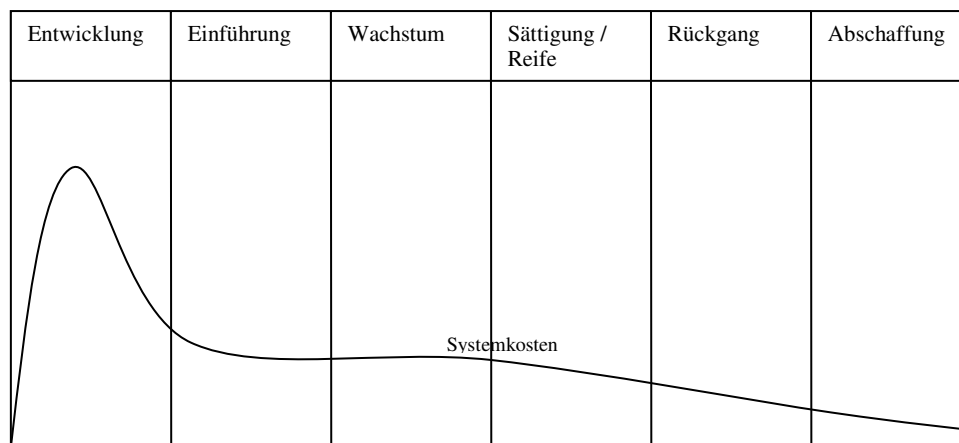 Entwicklung
Einführung
Wachstum
Sättigung /
Reife
Rückgang
Abschaffung
Systemkosten